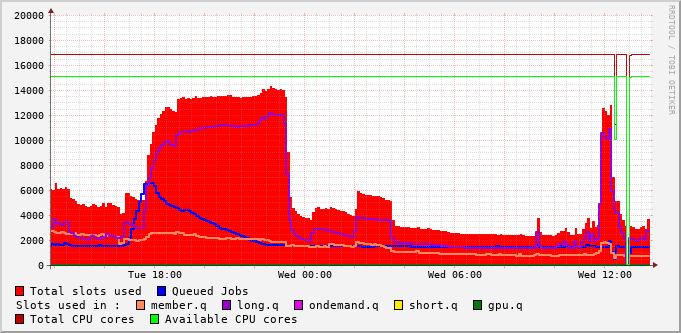 RRDTOOL / TOBI OETIKER
20000
18000
16000
14000
12000
10000
8000
6000
4000
2000
0
Tue 18:00 Wed 00:00 Wed 06:00 Wed 12:00
Total slots used Queued Jobs
Slots used in : member.q long.q ondemand.q short.q gpu.q
Total CPU cores Available CPU cores